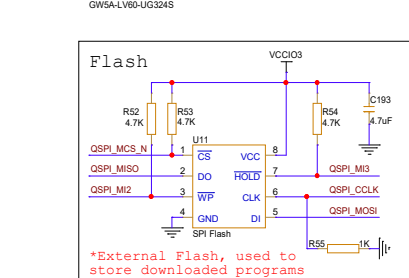 GW5A-LV60-UG324S
Flash
VCCIO3
R52
4.7K
R53
4.7K
R54
4.7K
C193
4.7uF
U11
QSPI_MCS_N
1
CS
VCC
8
QSPI_MISO
2
DO
HOLD
7
QSPI_MI3
QSPI_MI2
3
WP
CLK
6
QSPI_CCLK
4
GND
DI
5
QSPI_MOSI
SPI Flash
R55
1K
*External Flash, used to
store downloaded programs